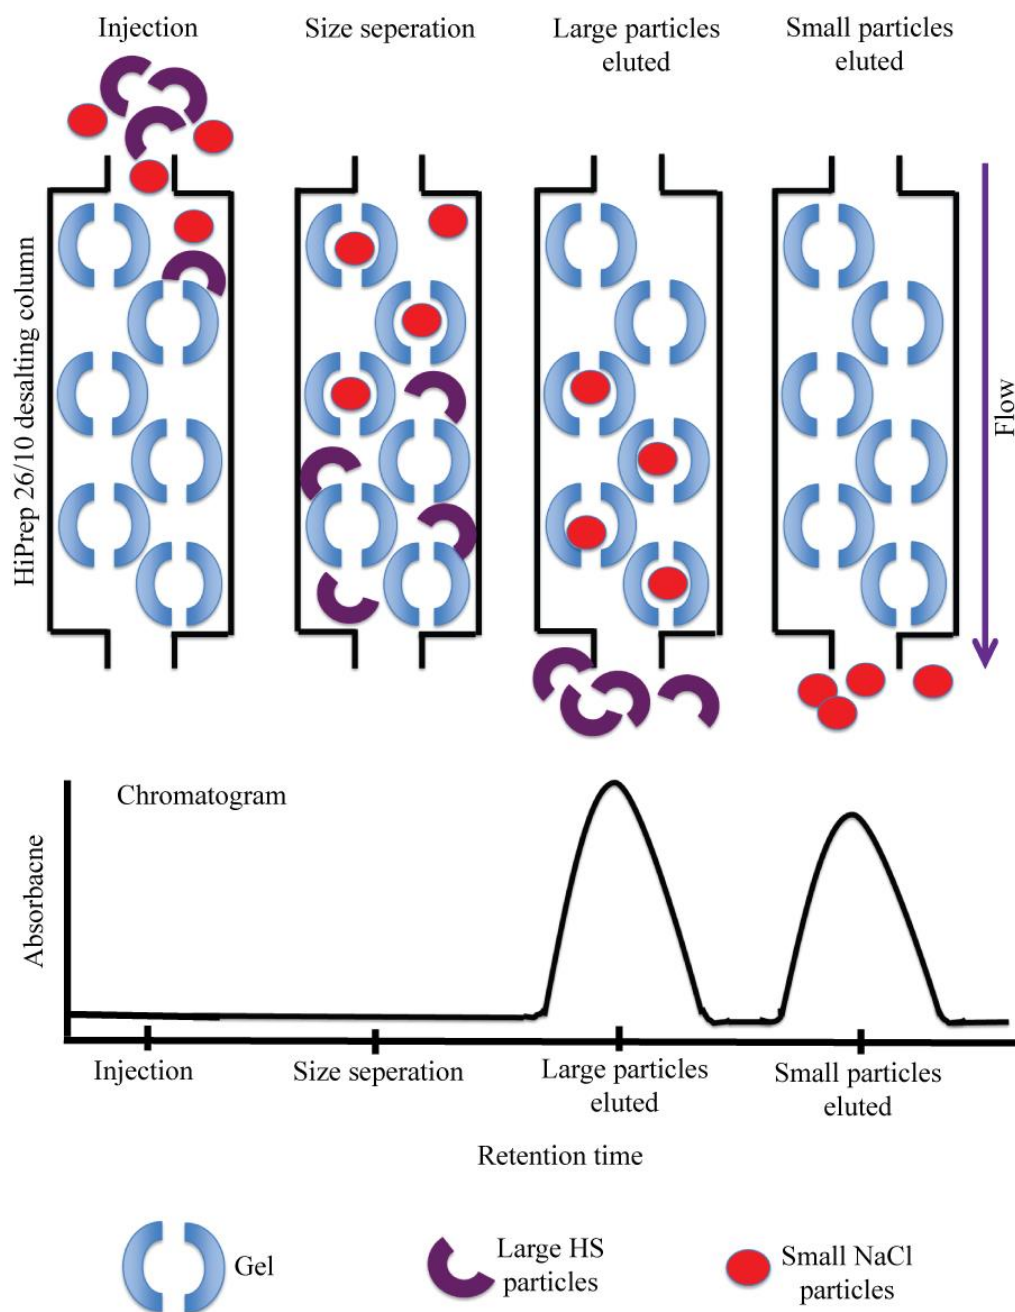 Injection
Size seperation
Large particles
eluted
Small particles
eluted
HiPrep 26/10 desalting column
Flow
Chromatogram
Absorbacne
Injection
Size seperation
Large particles
eluted
Small particles
eluted
Retention time
Gel
Large HS
particles
Small NaCl
particles